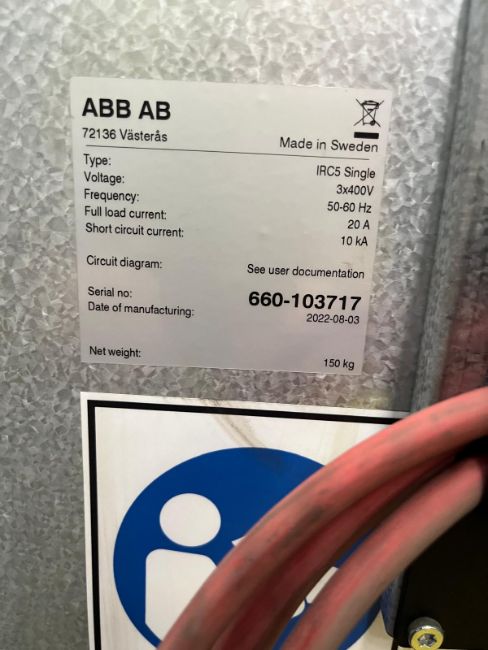 ABB AB
72136 Västerås
Made in Sweden
Type: IRC5 Single
Voltage: 3x400V
Frequency: 50-60 Hz
Full load current: 20 A
Short circuit current: 10 kA
Circuit diagram: See user documentation
Serial no: 660-103717
Date of manufacturing: 2022-08-03
Net weight: 150 kg